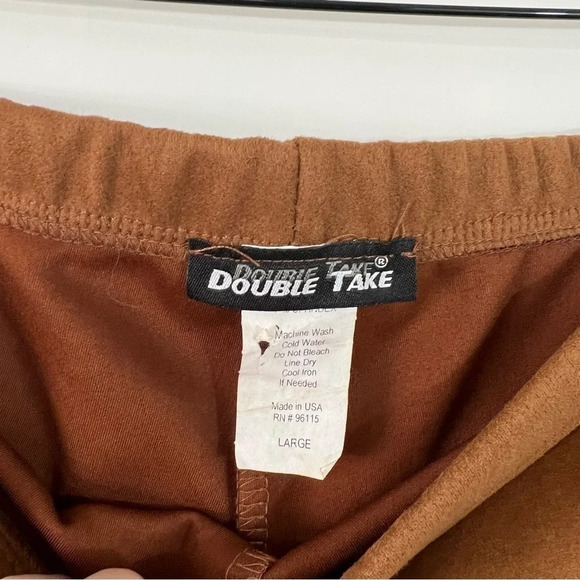 DOUBLE TAKE®
DOUBLE TAKE
Machine Wash
Cold Water
Do Not Bleach
Line Dry
Cool Iron
If Needed
Made in USA
RN # 96115
LARGE